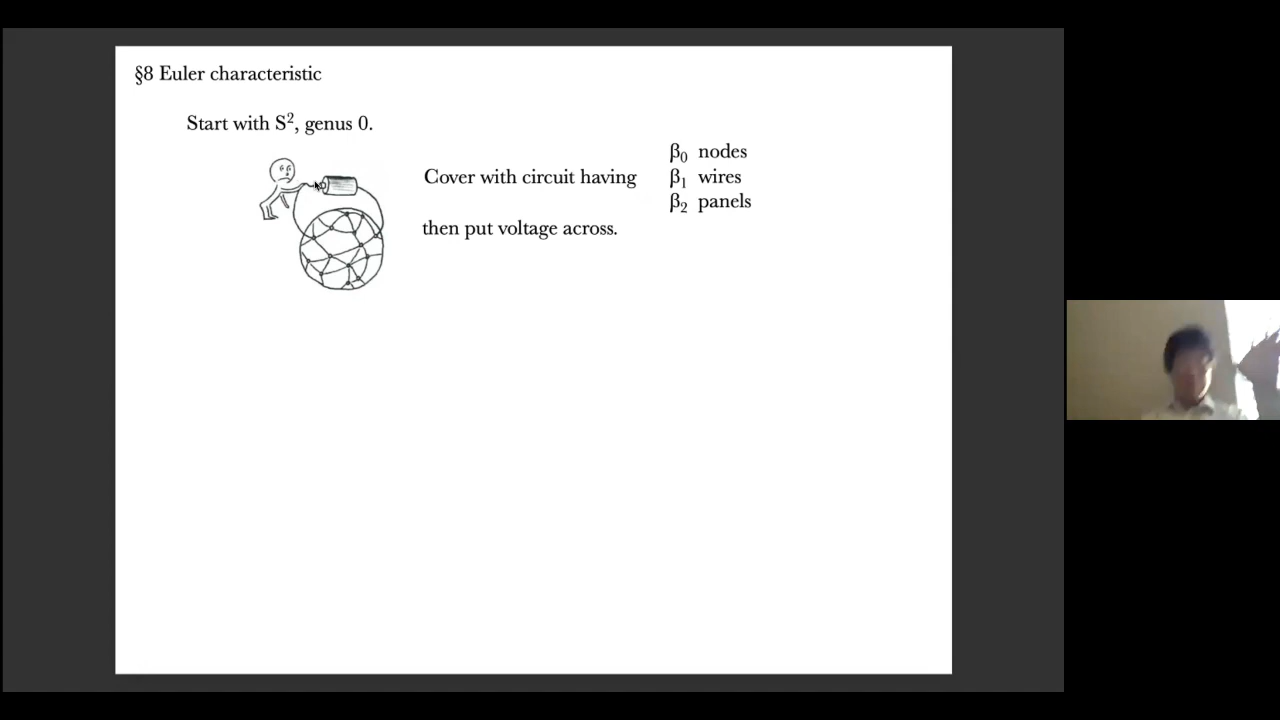 §8 Euler characteristic
Start with S², genus 0.
Cover with circuit having
β₀ nodes
β₁ wires
β₂ panels
then put voltage across.